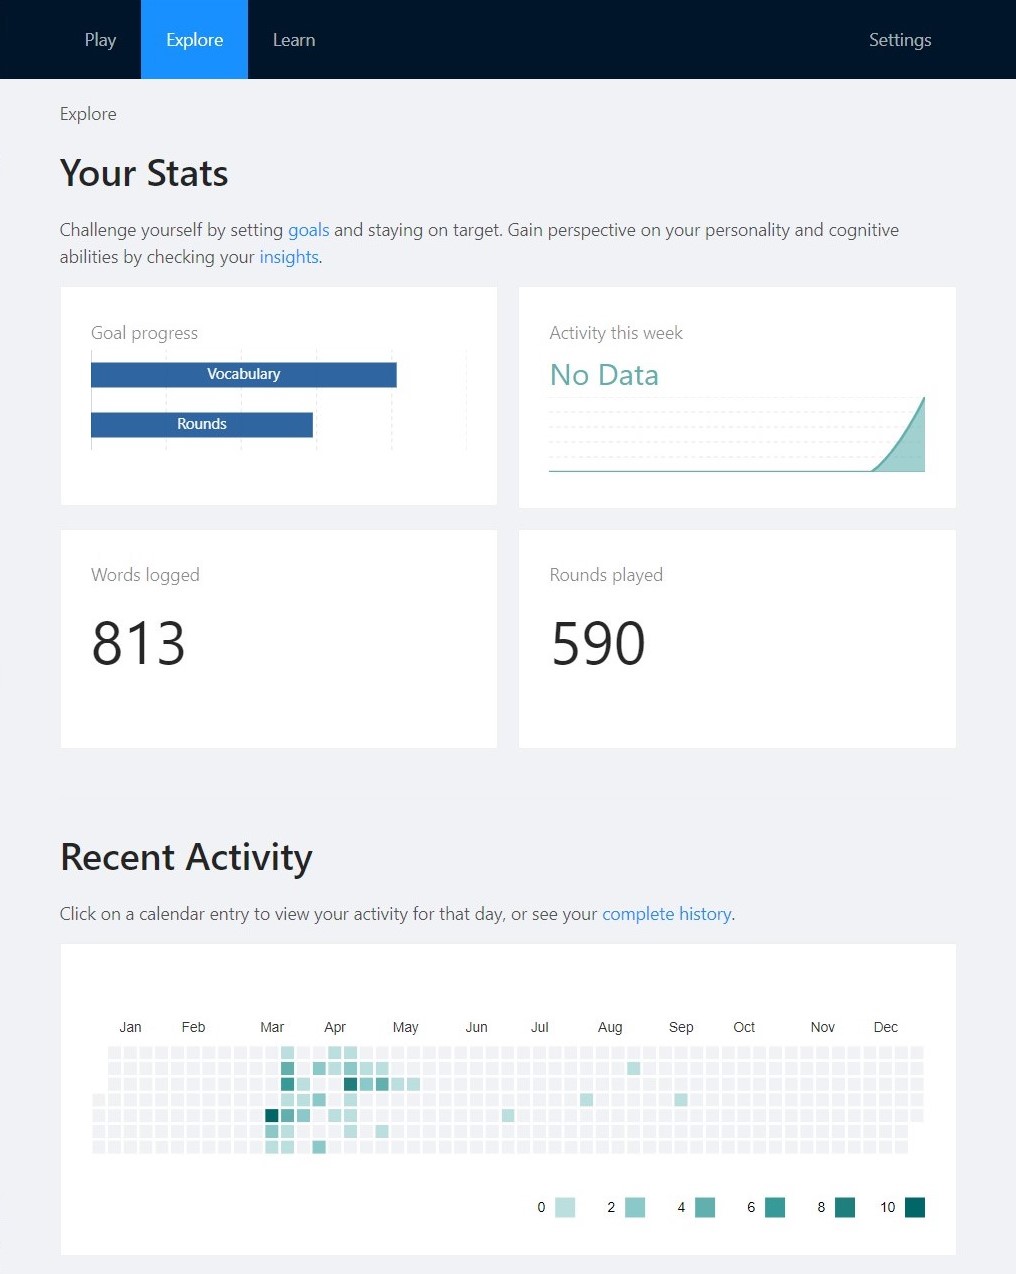 Play Explore Learn Settings
Explore
Your Stats
Challenge yourself by setting goals and staying on target. Gain perspective on your personality and cognitive
abilities by checking your insights.
Goal progress
Vocabulary
Rounds
Activity this week
No Data
Words logged
813
Rounds played
590
Recent Activity
Click on a calendar entry to view your activity for that day, or see your complete history.
Jan Feb Mar Apr May Jun Jul Aug Sep Oct Nov Dec
0 2 4 6 8 10